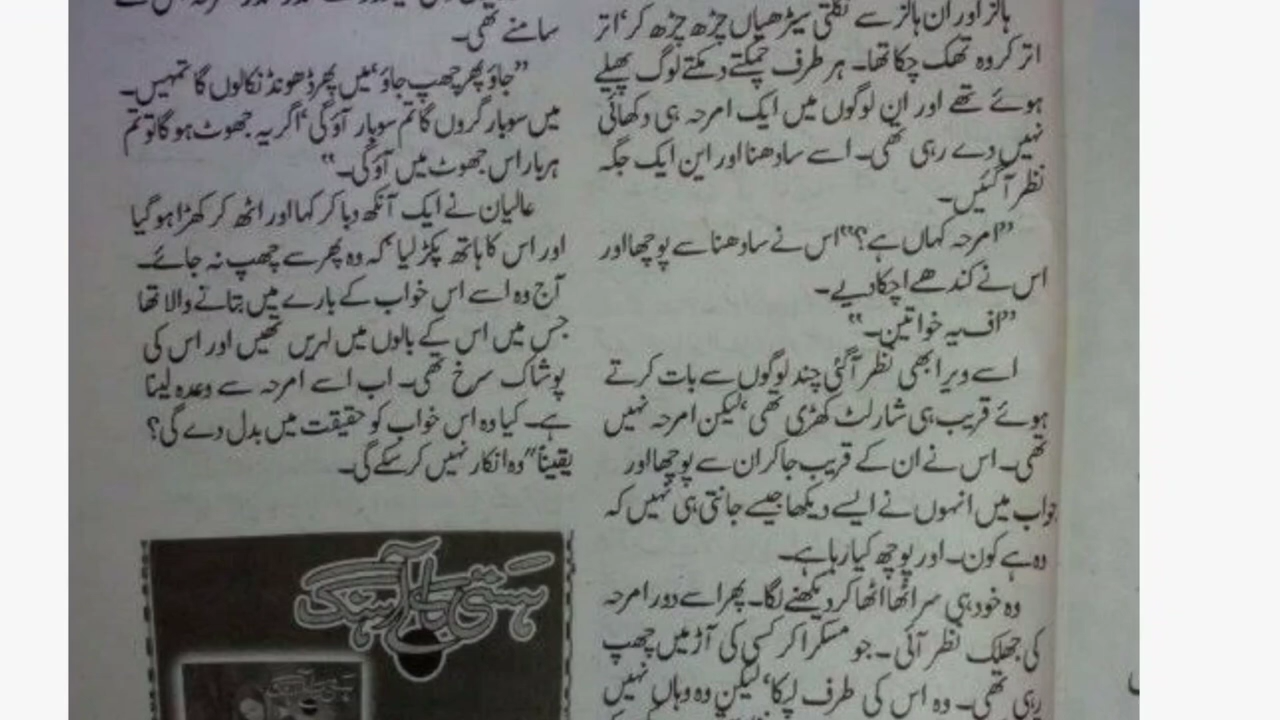 ہالز اور ان ہالز سے نکلتی سیڑھیاں چڑھ چڑھ کر‘ اتر
اتر کر وہ تھک چکا تھا۔ ہر طرف چمکتے دمکتے لوگ پھیلے
ہوئے تھے اور ان لوگوں میں ایک امرحہ ہی دکھائی
نہیں دے رہی تھی۔ اسے سادھنا اور این ایک جگہ
نظر آ گئیں۔
”امرحہ کہاں ہے؟“ اس نے سادھنا سے پوچھا اور
اس نے کندھے اچکا دیے۔
”اف یہ خواتین۔“
اسے ویرا بھی نظر آ گئی چند لوگوں سے بات کرتے
ہوئے قریب ہی شارلٹ کھڑی تھی‘ لیکن امرحہ نہیں
تھی۔ اس نے ان کے قریب جا کر ان سے پوچھا اور
جواب میں انہوں نے ایسے دیکھا جیسے جانتی ہی نہیں کہ
وہ ہے کون۔ اور پوچھ کیا رہا ہے۔
وہ خود ہی سر اٹھا اٹھا کر دیکھنے لگا۔ پھر اسے دور امرحہ
کی جھلک نظر آئی۔ جو مسکرا کر کسی کی آڑ میں چھپ
رہی تھی۔ وہ اس کی طرف لپکا‘ لیکن وہ وہاں نہیں
سامنے تھی۔
”جاؤ پھر چھپ جاؤ‘ میں پھر ڈھونڈ نکالوں گا تمہیں۔
میں سو بار گروں گا تم سو بار آؤ گی‘ اگر یہ جھوٹ ہو گا تو تم
ہر بار اس جھوٹ میں آؤ گی۔“
عالیان نے ایک آنکھ دبا کر کہا اور اٹھ کر کھڑا ہو گیا
اور اس کا ہاتھ پکڑ لیا‘ کہ وہ پھر سے چھپ نہ جائے۔
آج وہ اسے اس خواب کے بارے میں بتانے والا تھا
جس میں اس کے بالوں میں لہریں تھیں اور اس کی
پوشاک سرخ تھی۔ اب اسے امرحہ سے وعدہ لینا
ہے۔ کیا وہ اس خواب کو حقیقت میں بدل دے گی؟
یقیناً“ وہ انکار نہیں کر سکے گی۔